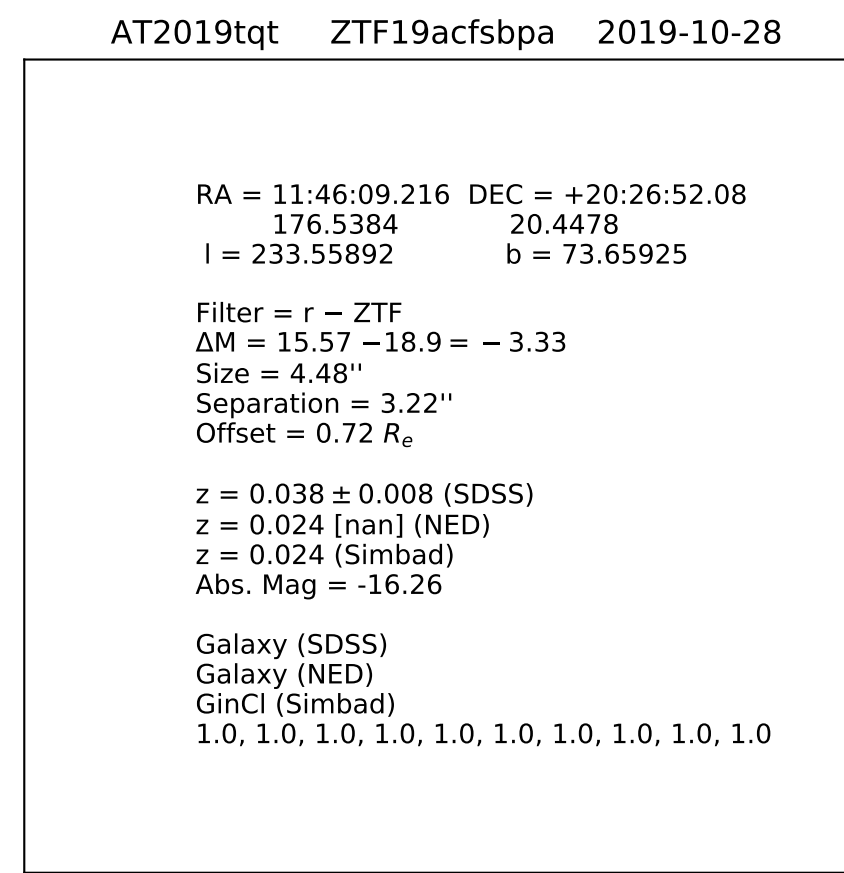 AT2019tqt ZTF19acfsbpa 2019-10-28
RA = 11:46:09.216 DEC = +20:26:52.08
176.5384 20.4478
l = 233.55892 b = 73.65925
Filter = r − ZTF
ΔM = 15.57 −18.9 = − 3.33
Size = 4.48''
Separation = 3.22''
Offset = 0.72 Rₑ
z = 0.038 ± 0.008 (SDSS)
z = 0.024 [nan] (NED)
z = 0.024 (Simbad)
Abs. Mag = -16.26
Galaxy (SDSS)
Galaxy (NED)
GinCl (Simbad)
1.0, 1.0, 1.0, 1.0, 1.0, 1.0, 1.0, 1.0, 1.0, 1.0